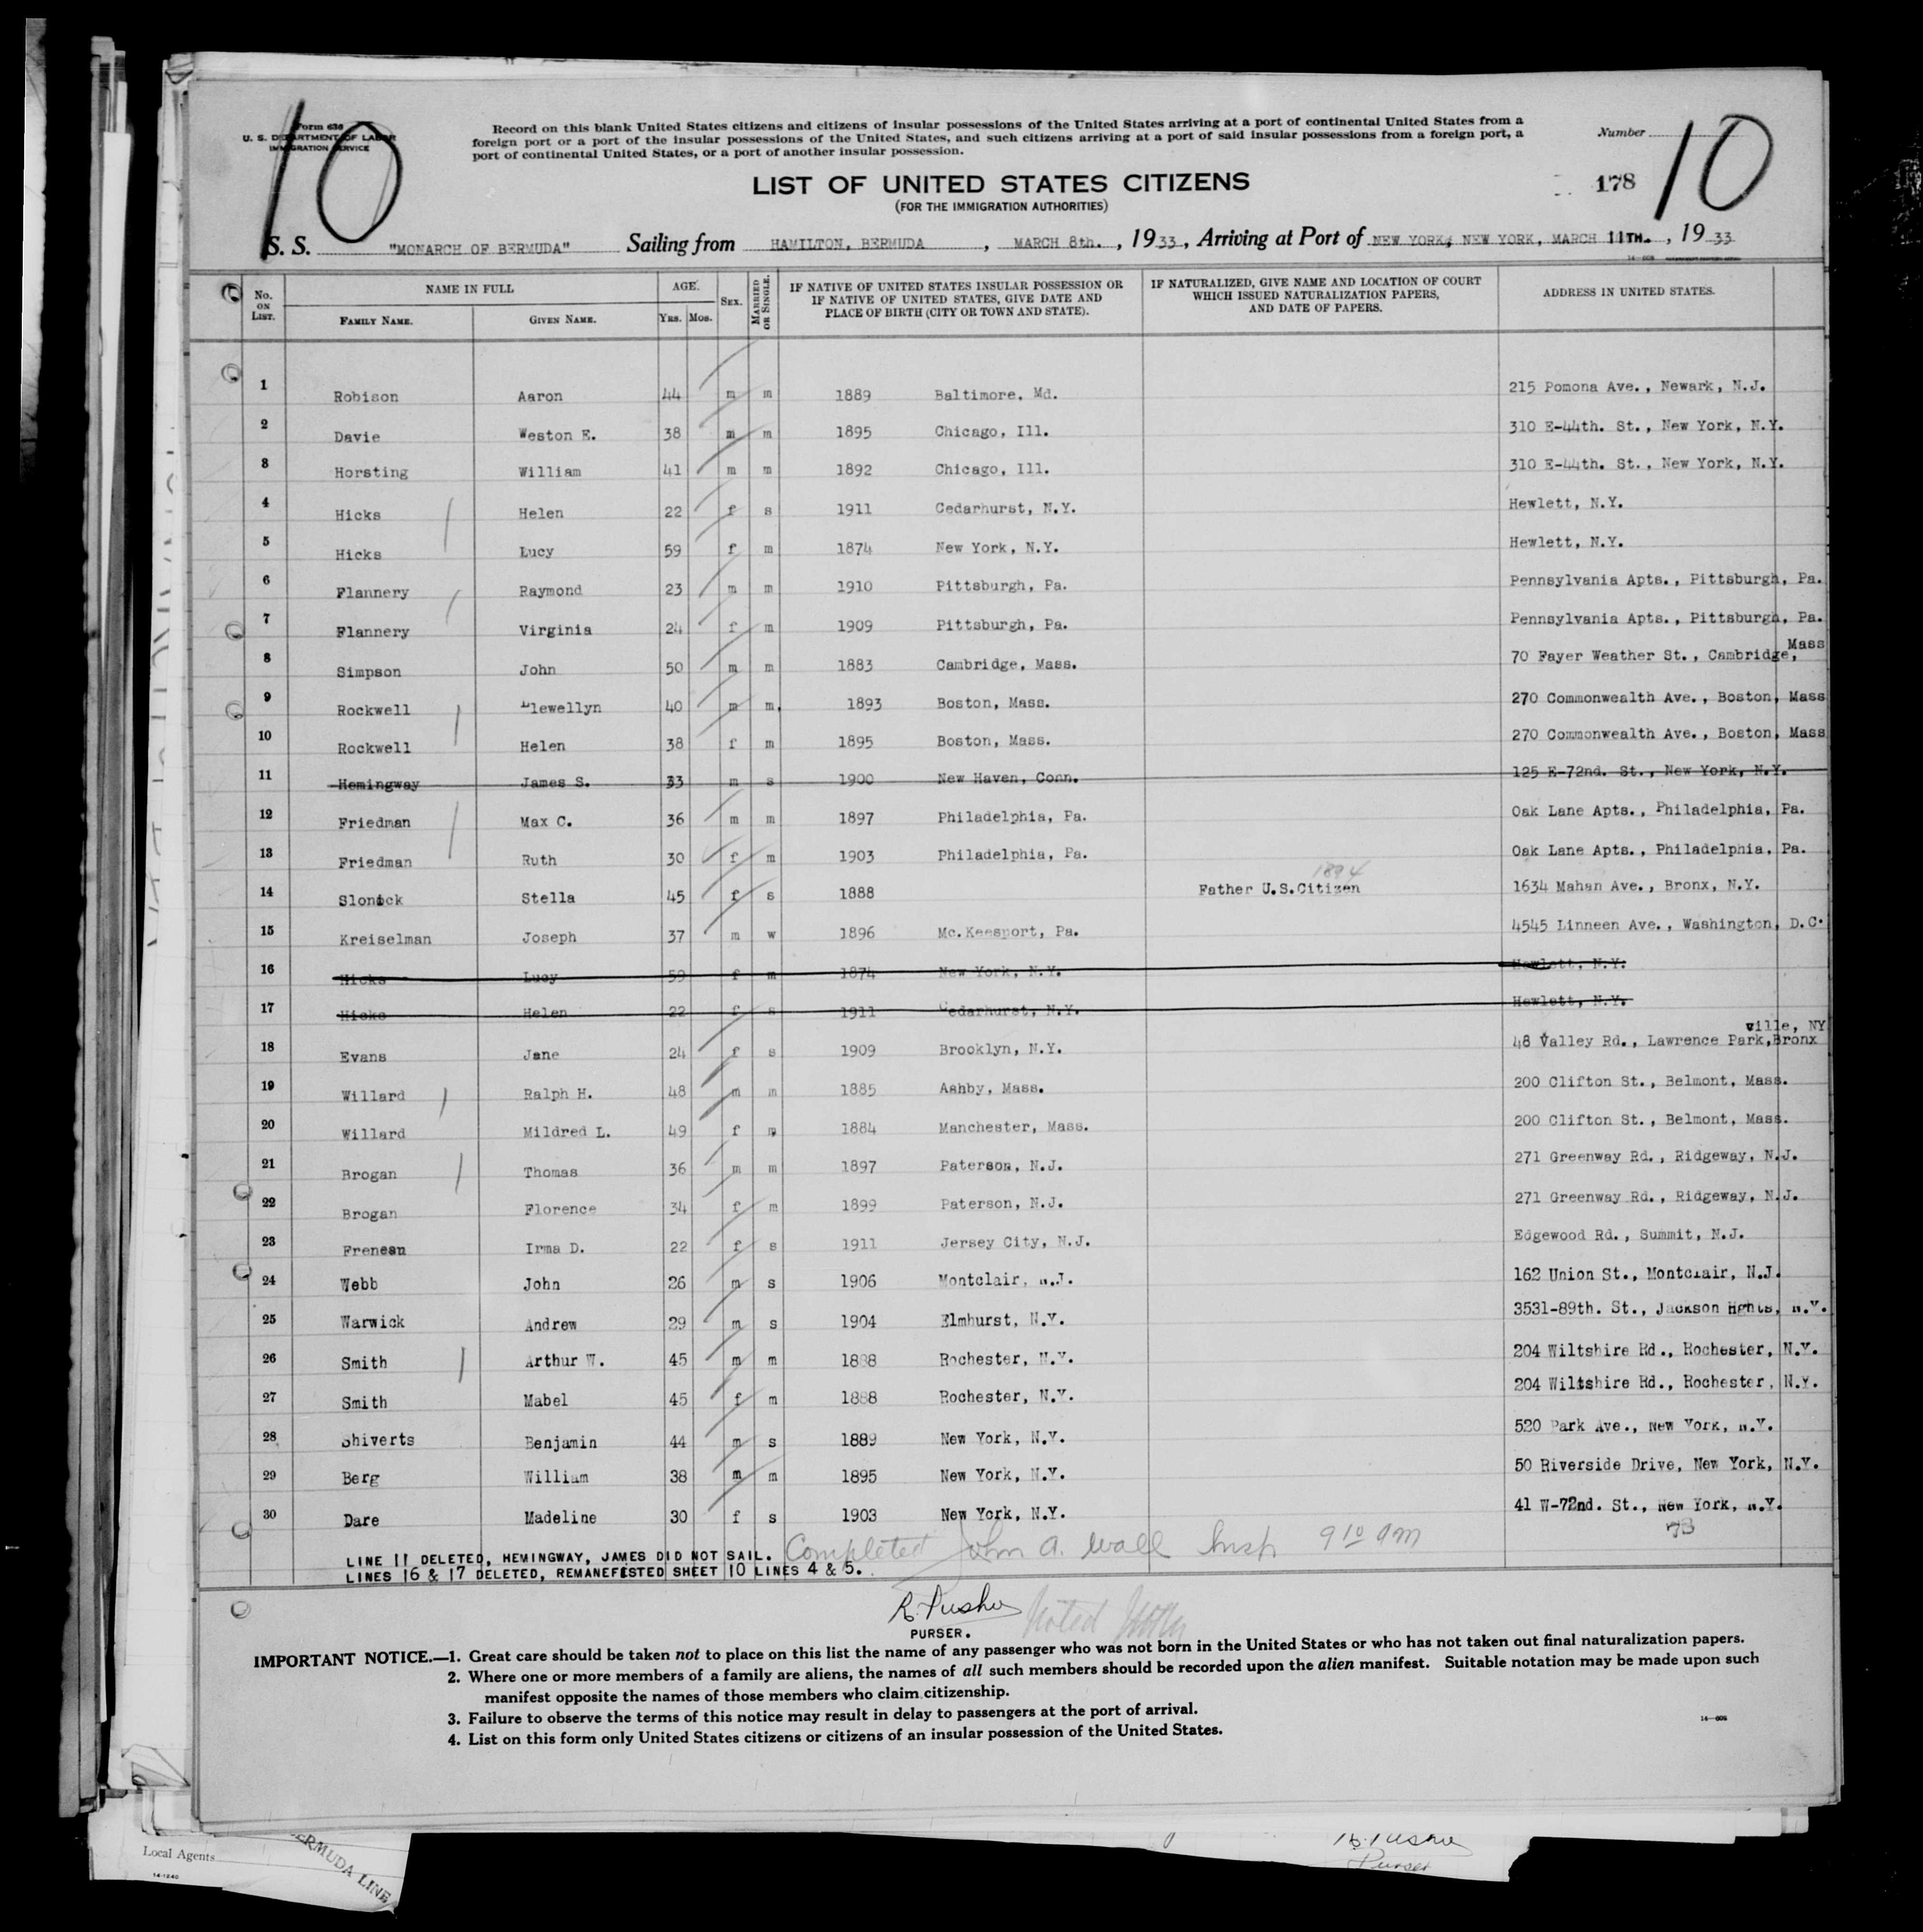 10
Form 630
U. S. DEPARTMENT OF LABOR
IMMIGRATION SERVICE
Record on this blank United States citizens and citizens of insular possessions of the United States arriving at a port of continental United States from a
foreign port or a port of the insular possessions of the United States, and such citizens arriving at a port of said insular possessions from a foreign port, a
port of continental United States, or a port of another insular possession.
Number 10
LIST OF UNITED STATES CITIZENS
178
(FOR THE IMMIGRATION AUTHORITIES)
S. S. "MONARCH OF BERMUDA" Sailing from HAMILTON, BERMUDA, MARCH 8th., 1933, Arriving at Port of NEW YORK, NEW YORK, MARCH 11TH., 1933
No. ON LIST. NAME IN FULL FAMILY NAME. GIVEN NAME. AGE. YRS. MOS. SEX. MARRIED OR SINGLE. IF NATIVE OF UNITED STATES INSULAR POSSESSION OR IF NATIVE OF UNITED STATES, GIVE DATE AND PLACE OF BIRTH (CITY OR TOWN AND STATE). IF NATURALIZED, GIVE NAME AND LOCATION OF COURT WHICH ISSUED NATURALIZATION PAPERS, AND DATE OF PAPERS. ADDRESS IN UNITED STATES.
1 Robison Aaron 44 m m 1889 Baltimore, Md. 215 Pomona Ave., Newark, N.J.
2 Davie Weston E. 38 m m 1895 Chicago, Ill. 310 E-44th. St., New York, N.Y.
3 Horsting William 41 m m 1892 Chicago, Ill. 310 E-44th. St., New York, N.Y.
4 Hicks Helen 22 f s 1911 Cedarhurst, N.Y. Hewlett, N.Y.
5 Hicks Lucy 59 f m 1874 New York, N.Y. Hewlett, N.Y.
6 Flannery Raymond 23 m m 1910 Pittsburgh, Pa. Pennsylvania Apts., Pittsburgh, Pa.
7 Flannery Virginia 24 f m 1909 Pittsburgh, Pa. Pennsylvania Apts., Pittsburgh, Pa.
8 Simpson John 50 m m 1883 Cambridge, Mass. 70 Fayer Weather St., Cambridge, Mass
9 Rockwell Llewellyn 40 m m. 1893 Boston, Mass. 270 Commonwealth Ave., Boston, Mass
10 Rockwell Helen 38 f m 1895 Boston, Mass. 270 Commonwealth Ave., Boston, Mass
11 Hemingway James S. 33 m s 1900 New Haven, Conn. 125 E-72nd. St., New York, N.Y.
12 Friedman Max C. 36 m m 1897 Philadelphia, Pa. Oak Lane Apts., Philadelphia, Pa.
13 Friedman Ruth 30 f m 1903 Philadelphia, Pa. Oak Lane Apts., Philadelphia, Pa.
1894
14 Slonick Stella 45 f s 1888 Father U.S.Citizen 1634 Mahan Ave., Bronx, N.Y.
15 Kreiselman Joseph 37 m w 1896 Mc.Keesport, Pa. 4545 Linneen Ave., Washington, D.C.
16 Hicks Lucy 59 f m 1874 New York, N.Y. Hewlett, N.Y.
17 Hicks Helen 22 f s 1911 Cedarhurst, N.Y. Hewlett, N.Y.
18 Evans Jane 24 f s 1909 Brooklyn, N.Y. 48 Valley Rd., Lawrence Park,Bronx ville, NY
19 Willard Ralph H. 48 m m 1885 Ashby, Mass. 200 Clifton St., Belmont, Mass.
20 Willard Mildred L. 49 f m 1884 Manchester, Mass. 200 Clifton St., Belmont, Mass.
21 Brogan Thomas 36 m m 1897 Paterson, N.J. 271 Greenway Rd., Ridgeway, N.J.
22 Brogan Florence 34 f m 1899 Paterson, N.J. 271 Greenway Rd., Ridgeway, N.J.
23 Freneau Irma D. 22 f s 1911 Jersey City, N.J. Edgewood Rd., Summit, N.J.
24 Webb John 26 m s 1906 Montclair, N.J. 162 Union St., Montclair, N.J.
25 Warwick Andrew 29 m s 1904 Elmhurst, N.Y. 3531-89th. St., Jackson Hghts, N.Y.
26 Smith Arthur W. 45 m m 1888 Rochester, N.Y. 204 Wiltshire Rd., Rochester, N.Y.
27 Smith Mabel 45 f m 1888 Rochester, N.Y. 204 Wiltshire Rd., Rochester, N.Y.
28 Shiverts Benjamin 44 m s 1889 New York, N.Y. 520 Park Ave., New York, N.Y.
29 Berg William 38 m m 1895 New York, N.Y. 50 Riverside Drive, New York, N.Y.
30 Dare Madeline 30 f s 1903 New York, N.Y. 41 W-72nd. St., New York, N.Y.
73
Completed John A. Wall Insp 9 10 am
LINE 11 DELETED, HEMINGWAY, JAMES DID NOT SAIL.
LINES 16 & 17 DELETED, REMANEFESTED SHEET 10 LINES 4 & 5.
Noted
PURSER.
IMPORTANT NOTICE.—1. Great care should be taken not to place on this list the name of any passenger who was not born in the United States or who has not taken out final naturalization papers.
2. Where one or more members of a family are aliens, the names of all such members should be recorded upon the alien manifest. Suitable notation may be made upon such
manifest opposite the names of those members who claim citizenship.
3. Failure to observe the terms of this notice may result in delay to passengers at the port of arrival.
4. List on this form only United States citizens or citizens of an insular possession of the United States.
Local Agents
BERMUDA LINE
Purser